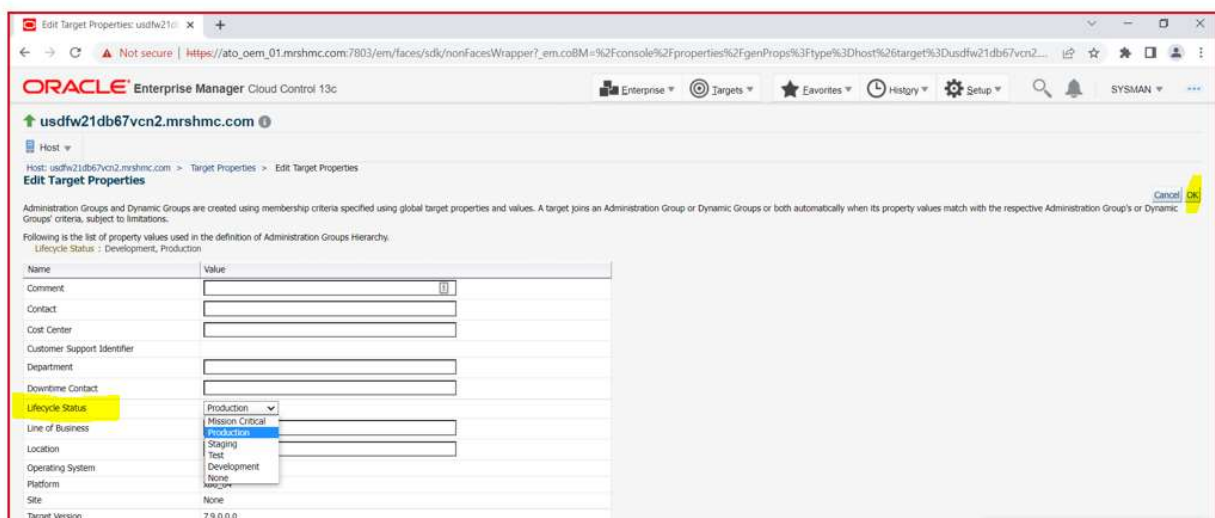 Edit Target Properties: usdfw21d
Not secure | https://ato_oem_01.mrshmc.com:7803/em/faces/sdk/nonFacesWrapper?_em.coBM=%2Fconsole%2Fproperties%2FgenProps%3Ftype%3Dhost%26target%3Dusdfw21db67vcn2....
ORACLE Enterprise Manager Cloud Control 13c Enterprise Targets Favorites History Setup SYSMAN
usdfw21db67vcn2.mrshmc.com
Host
Host: usdfw21db67vcn2.mrshmc.com > Target Properties > Edit Target Properties
Edit Target Properties
Cancel OK
Administration Groups and Dynamic Groups are created using membership criteria specified using global target properties and values. A target joins an Administration Group or Dynamic Groups or both automatically when its property values match with the respective Administration Group's or Dynamic
Groups' criteria, subject to limitations.
Following is the list of property values used in the definition of Administration Groups Hierarchy.
Lifecycle Status : Development, Production
Name Value
Comment
Contact
Cost Center
Customer Support Identifier
Department
Downtime Contact
Lifecycle Status Production
Mission Critical
Line of Business Production
Staging
Location Test
Operating System Development
None
Platform
Site None
Target Version 7.9.0.0.0